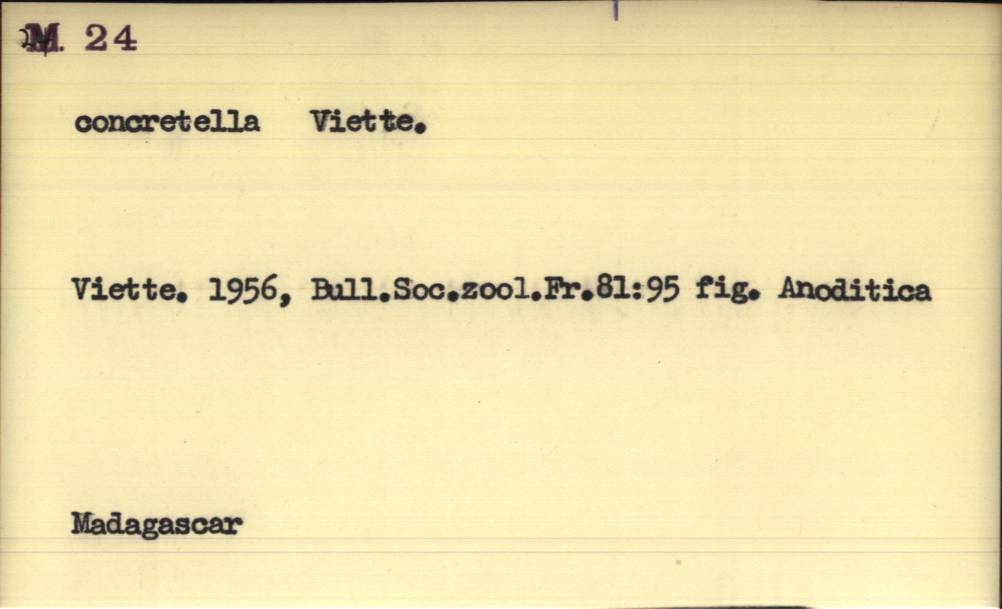 M. 24
concretella Viette.
Viette. 1956, Bull.Soc.zool.Fr.81:95 fig. Anoditica
Madagascar